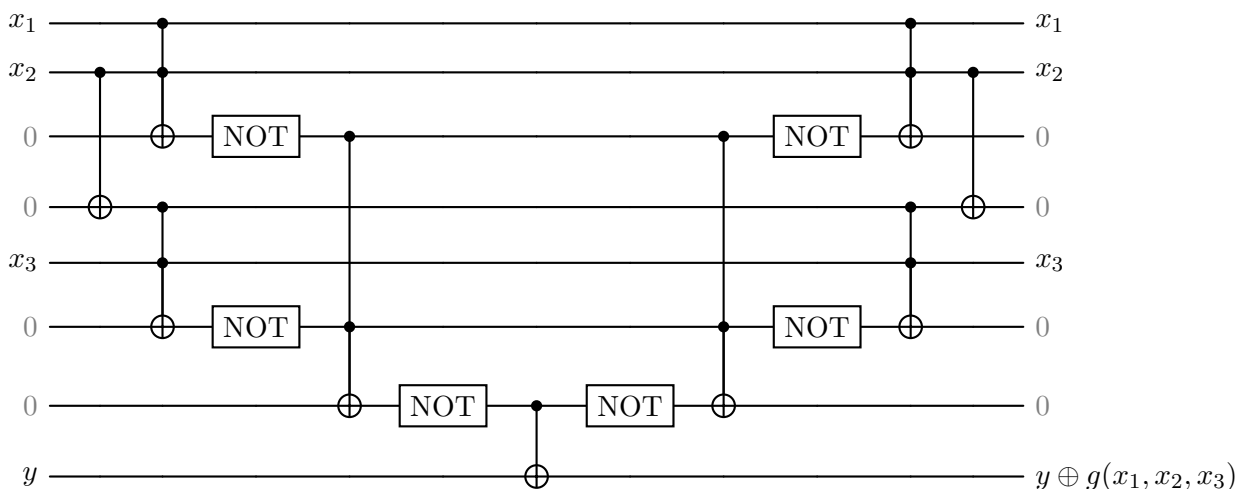 x₁ x₁
x₂ x₂
0 NOT NOT 0
0 0
x₃ x₃
0 NOT NOT 0
0 NOT NOT 0
y y ⊕ g(x₁, x₂, x₃)